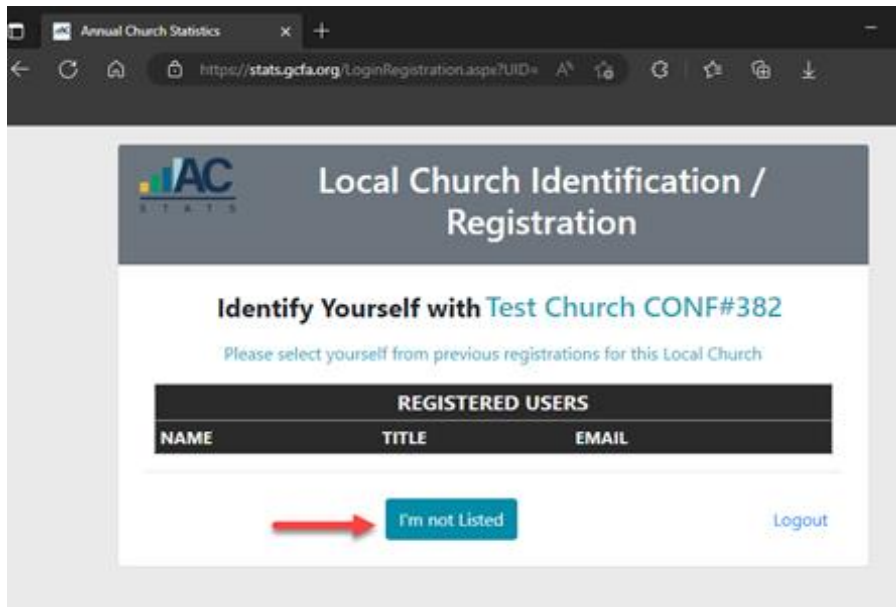 Annual Church Statistics
https://stats.gcfa.org/LoginRegistration.aspx?UID=
AC
STATS
Local Church Identification /
Registration
Identify Yourself with Test Church CONF#382
Please select yourself from previous registrations for this Local Church
REGISTERED USERS
NAME TITLE EMAIL
I'm not Listed
Logout